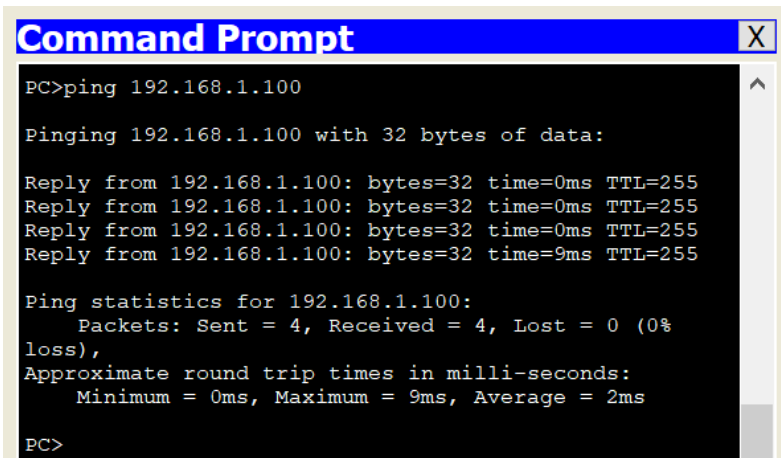 Command Prompt X
PC>ping 192.168.1.100
Pinging 192.168.1.100 with 32 bytes of data:
Reply from 192.168.1.100: bytes=32 time=0ms TTL=255
Reply from 192.168.1.100: bytes=32 time=0ms TTL=255
Reply from 192.168.1.100: bytes=32 time=0ms TTL=255
Reply from 192.168.1.100: bytes=32 time=9ms TTL=255
Ping statistics for 192.168.1.100:
Packets: Sent = 4, Received = 4, Lost = 0 (0%
loss),
Approximate round trip times in milli-seconds:
Minimum = 0ms, Maximum = 9ms, Average = 2ms
PC>